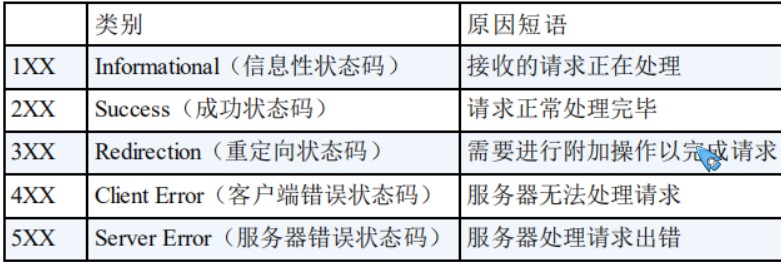 类别 原因短语
1XX Informational（信息性状态码） 接收的请求正在处理
2XX Success（成功状态码） 请求正常处理完毕
3XX Redirection（重定向状态码） 需要进行附加操作以完成请求
4XX Client Error（客户端错误状态码） 服务器无法处理请求
5XX Server Error（服务器错误状态码） 服务器处理请求出错